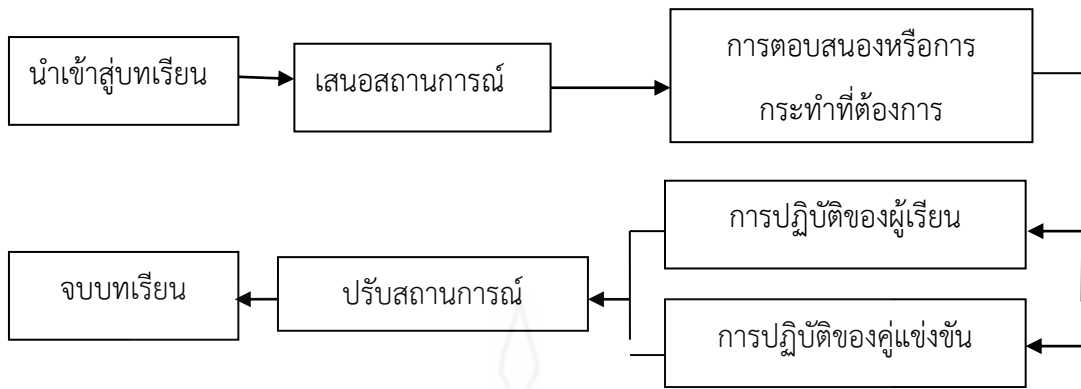 นำเข้าสู่บทเรียน
เสนอสถานการณ์
การตอบสนองหรือการ
กระทำที่ต้องการ
การปฏิบัติของผู้เรียน
การปฏิบัติของคู่แข่งขัน
ปรับสถานการณ์
จบบทเรียน